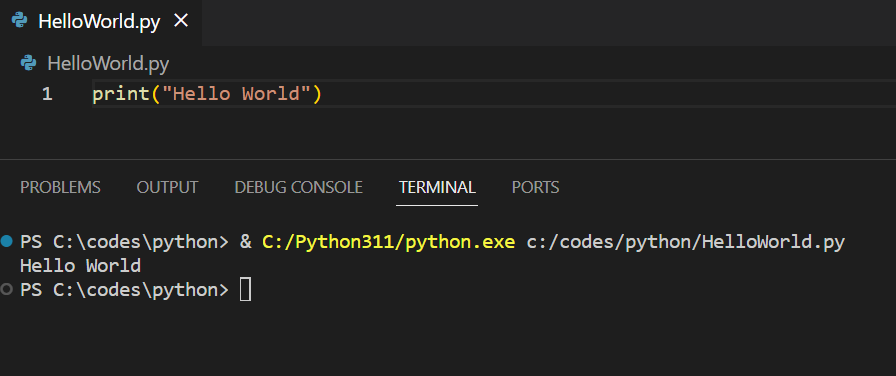 HelloWorld.py
HelloWorld.py
1 print("Hello World")
PROBLEMS OUTPUT DEBUG CONSOLE TERMINAL PORTS
PS C:\codes\python> & C:/Python311/python.exe c:/codes/python/HelloWorld.py
Hello World
PS C:\codes\python>